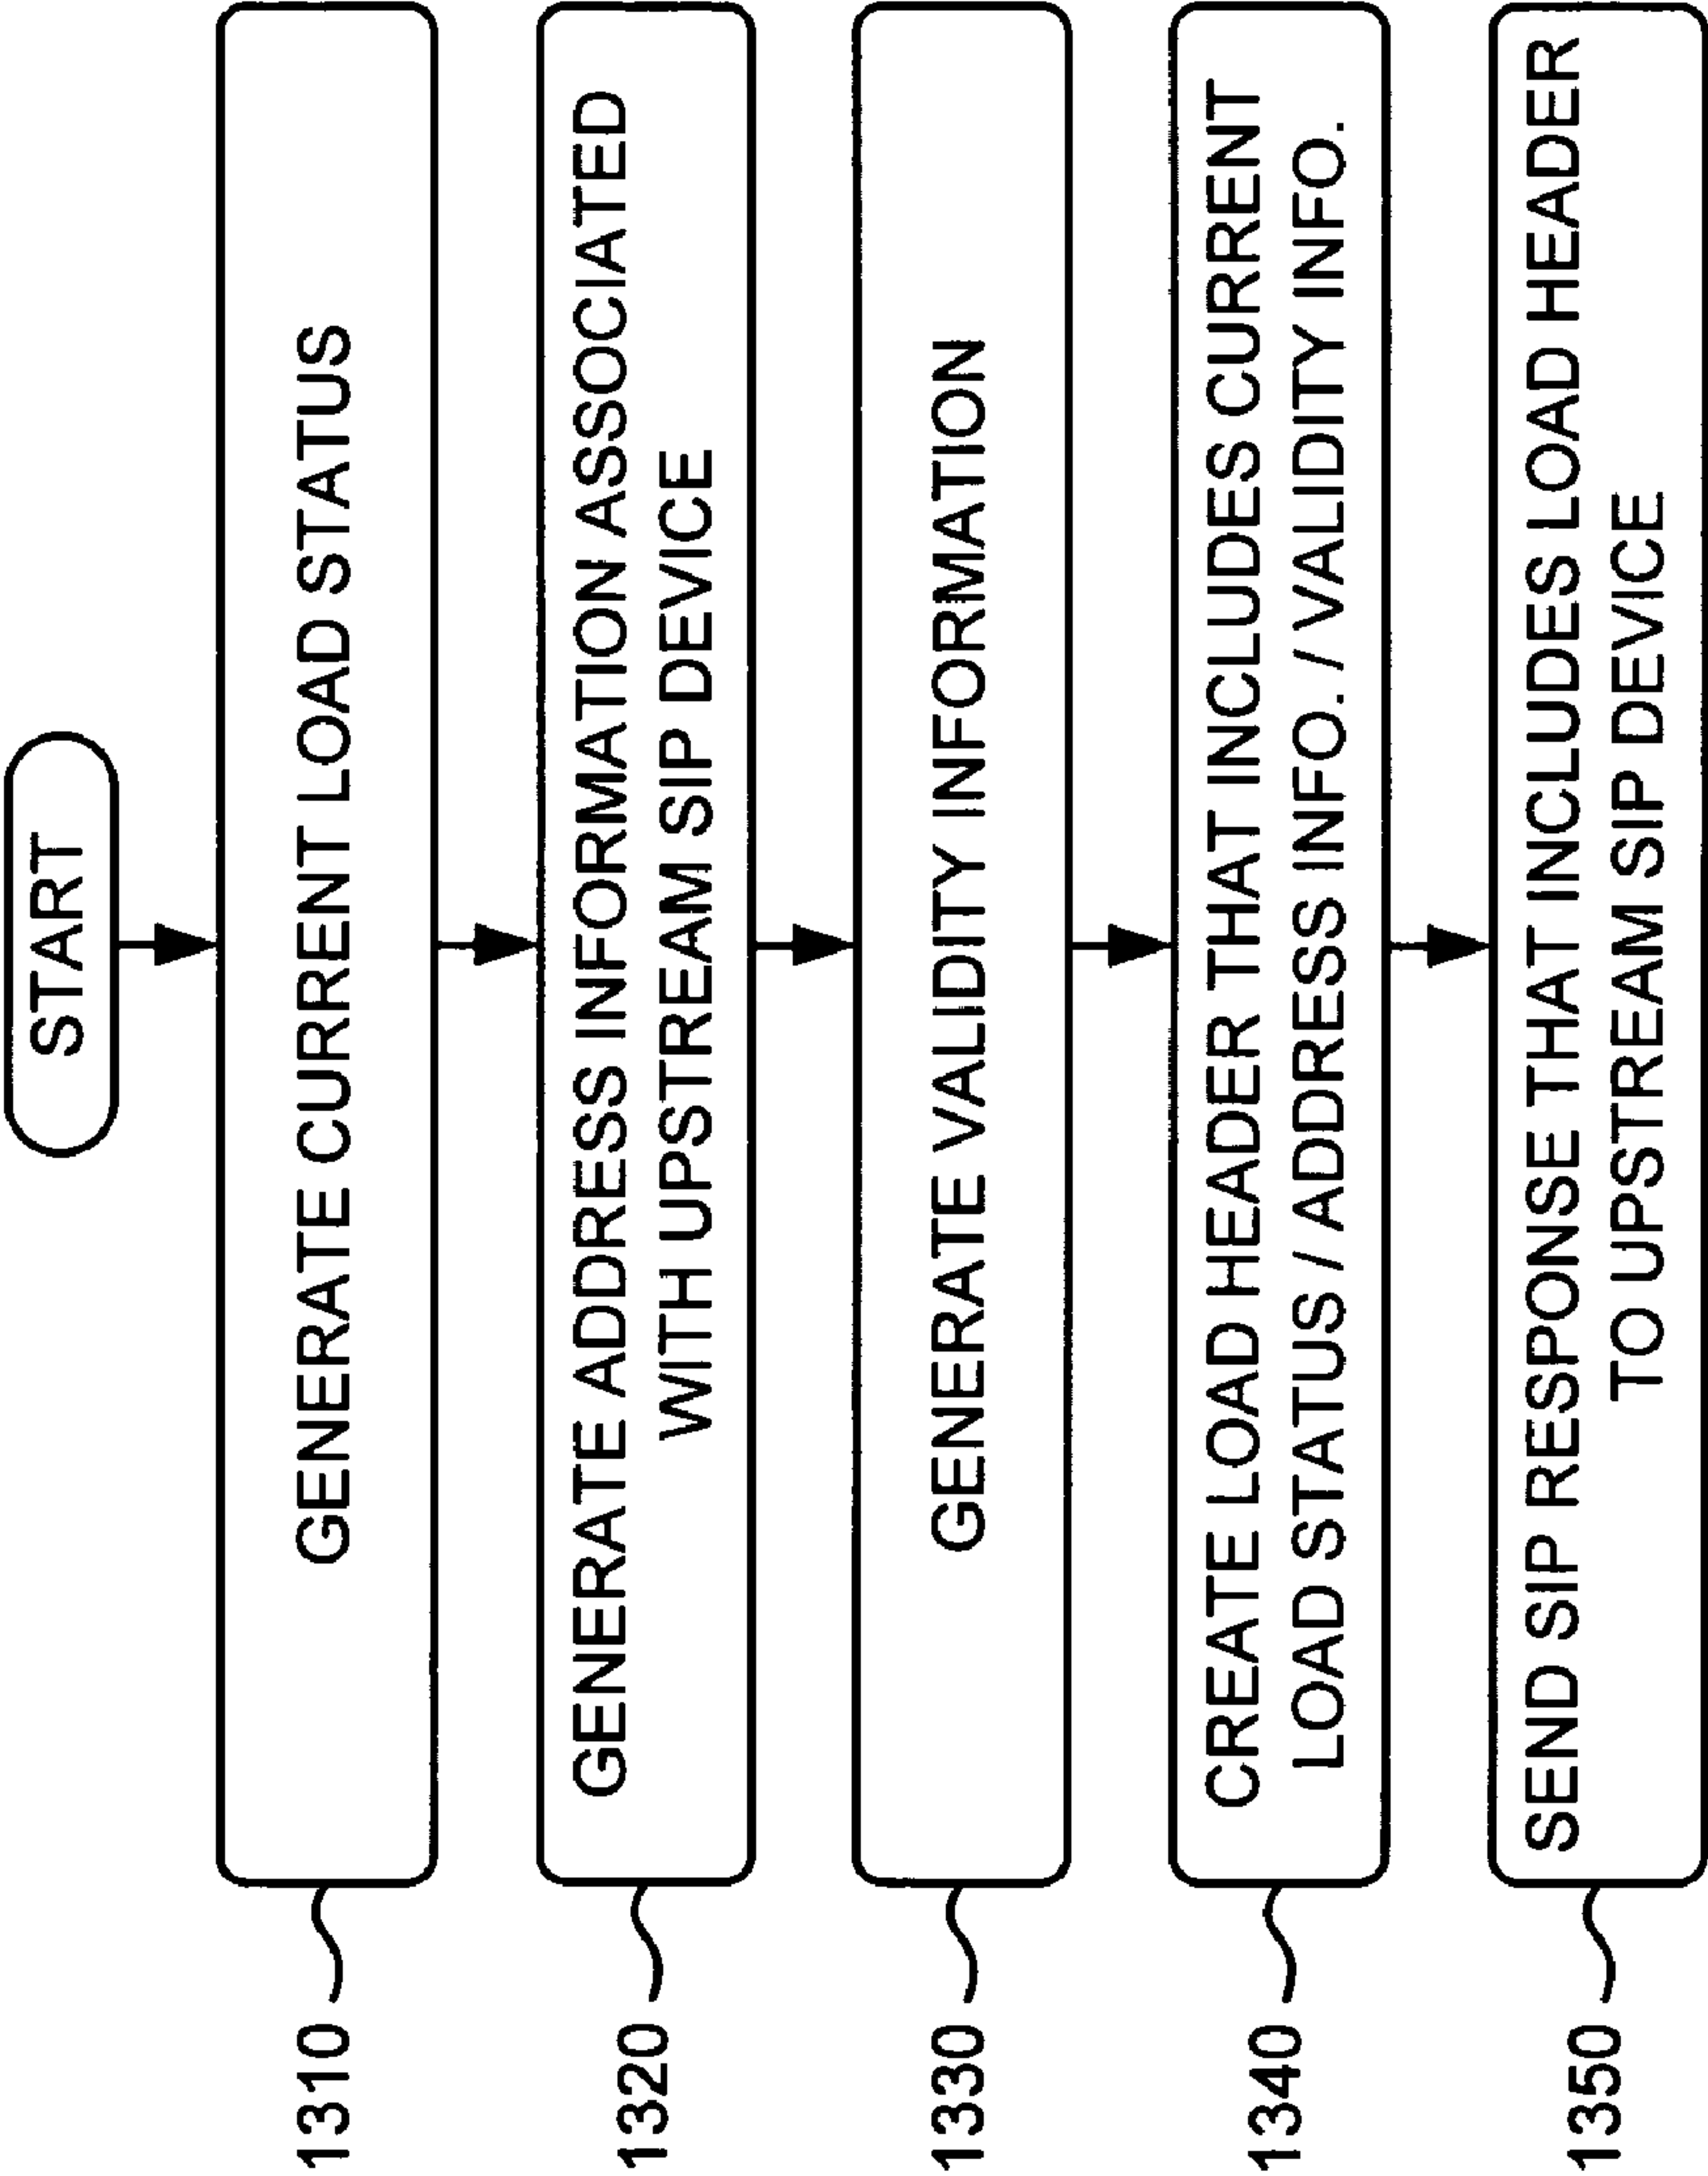 START
1310
GENERATE CURRENT LOAD STATUS
1320
GENERATE ADDRESS INFORMATION ASSOCIATED
WITH UPSTREAM SIP DEVICE
1330
GENERATE VALIDITY INFORMATION
1340
CREATE LOAD HEADER THAT INCLUDES CURRENT
LOAD STATUS / ADDRESS INFO. / VALIDITY INFO.
1350
SEND SIP RESPONSE THAT INCLUDES LOAD HEADER
TO UPSTREAM SIP DEVICE